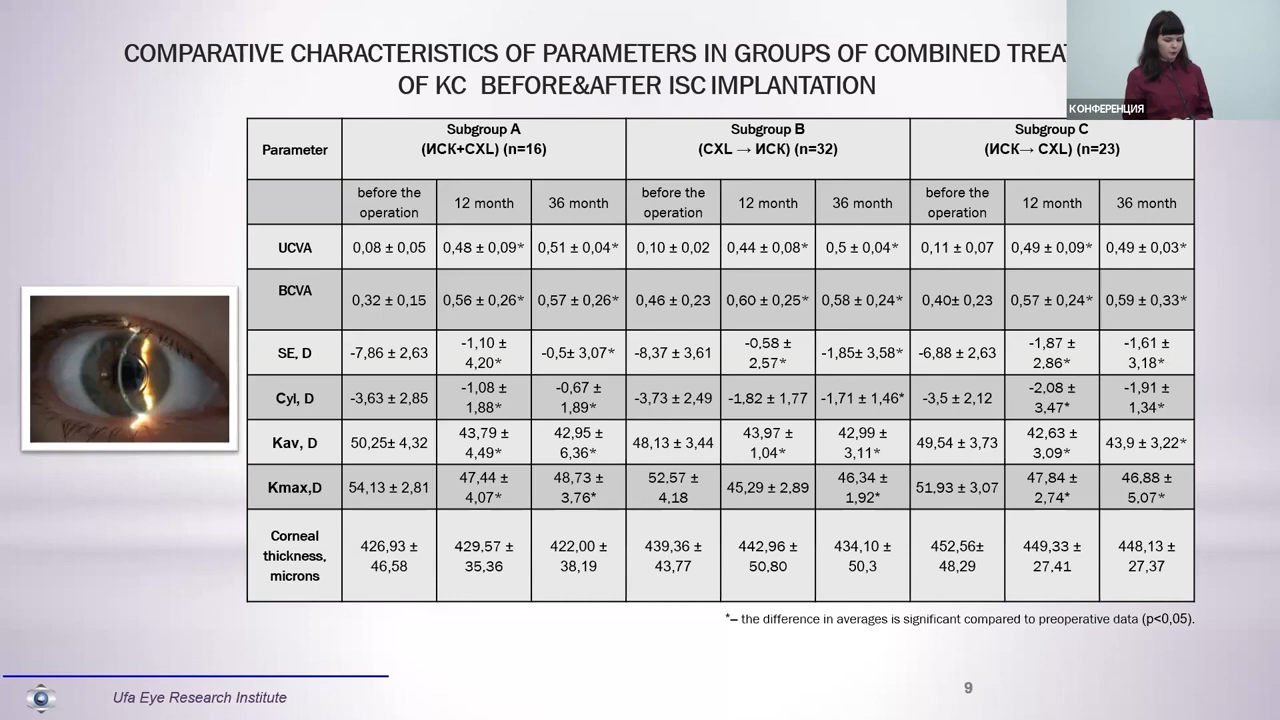 COMPARATIVE CHARACTERISTICS OF PARAMETERS IN GROUPS OF COMBINED
OF KC BEFORE&AFTER ISC IMPLANTATION
КОНФЕРЕНЦИЯ
Parameter
Subgroup A
(ИСК+CXL) (n=16)
Subgroup B
(CXL → ИСК) (n=32)
Subgroup C
(ИСК→ CXL) (n=23)
before the operation 12 month 36 month before the operation 12 month 36 month before the operation 12 month 36 month
UCVA 0,08 ± 0,05 0,48 ± 0,09* 0,51 ± 0,04* 0,10 ± 0,02 0,44 ± 0,08* 0,5 ± 0,04* 0,11 ± 0,07 0,49 ± 0,09* 0,49 ± 0,03*
BCVA 0,32 ± 0,15 0,56 ± 0,26* 0,57 ± 0,26* 0,46 ± 0,23 0,60 ± 0,25* 0,58 ± 0,24* 0,40± 0,23 0,57 ± 0,24* 0,59 ± 0,33*
SE, D -7,86 ± 2,63 -1,10 ± 4,20* -0,5± 3,07* -8,37 ± 3,61 -0,58 ± 2,57* -1,85± 3,58* -6,88 ± 2,63 -1,87 ± 2,86* -1,61 ± 3,18*
Cyl, D -3,63 ± 2,85 -1,08 ± 1,88* -0,67 ± 1,89* -3,73 ± 2,49 -1,82 ± 1,77 -1,71 ± 1,46* -3,5 ± 2,12 -2,08 ± 3,47* -1,91 ± 1,34*
Kav, D 50,25± 4,32 43,79 ± 4,49* 42,95 ± 6,36* 48,13 ± 3,44 43,97 ± 1,04* 42,99 ± 3,11* 49,54 ± 3,73 42,63 ± 3,09* 43,9 ± 3,22*
Kmax,D 54,13 ± 2,81 47,44 ± 4,07* 48,73 ± 3,76* 52,57 ± 4,18 45,29 ± 2,89 46,34 ± 1,92* 51,93 ± 3,07 47,84 ± 2,74* 46,88 ± 5,07*
Corneal thickness, microns 426,93 ± 46,58 429,57 ± 35,36 422,00 ± 38,19 439,36 ± 43,77 442,96 ± 50,80 434,10 ± 50,3 452,56± 48,29 449,33 ± 27,41 448,13 ± 27,37
*– the difference in averages is significant compared to preoperative data (p<0,05).
Ufa Eye Research Institute
9